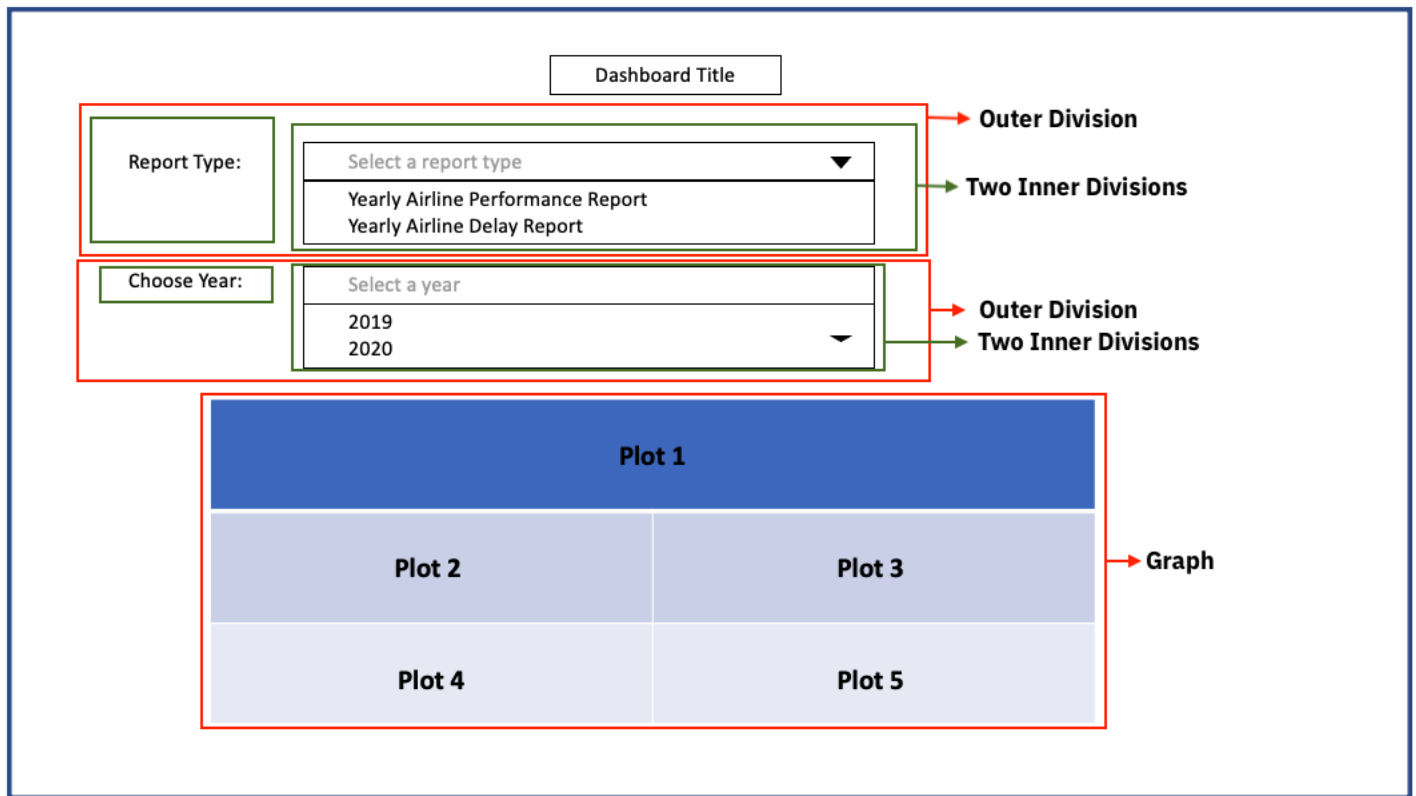 Dashboard Title
Outer Division
Report Type:
Select a report type
Two Inner Divisions
Yearly Airline Performance Report
Yearly Airline Delay Report
Choose Year:
Select a year
Outer Division
2019
Two Inner Divisions
2020
Plot 1
Plot 2
Plot 3
Graph
Plot 4
Plot 5